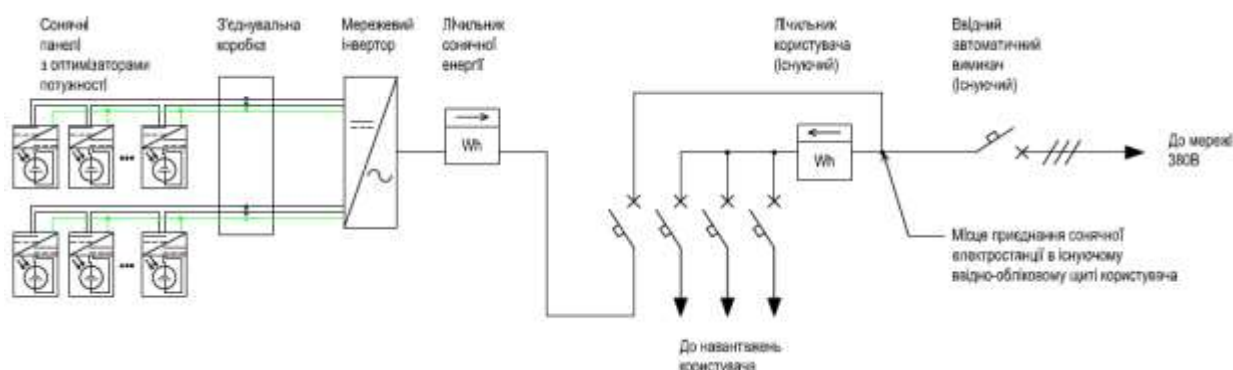 Сонячні
панелі
з оптимізаторами
потужності
З'єднувальна
коробка
Мережевий
інвертор
Лічильник
сонячної
енергії
Лічильник
користувача
(Існуючий)
Ввідний
автоматичний
вимикач
(Існуючий)
Wh
Wh
До мережі
380В
Місце приєднання сонячної
електростанції в існуючому
ввідно-обліковому щиті користувача
До навантажень
користувача